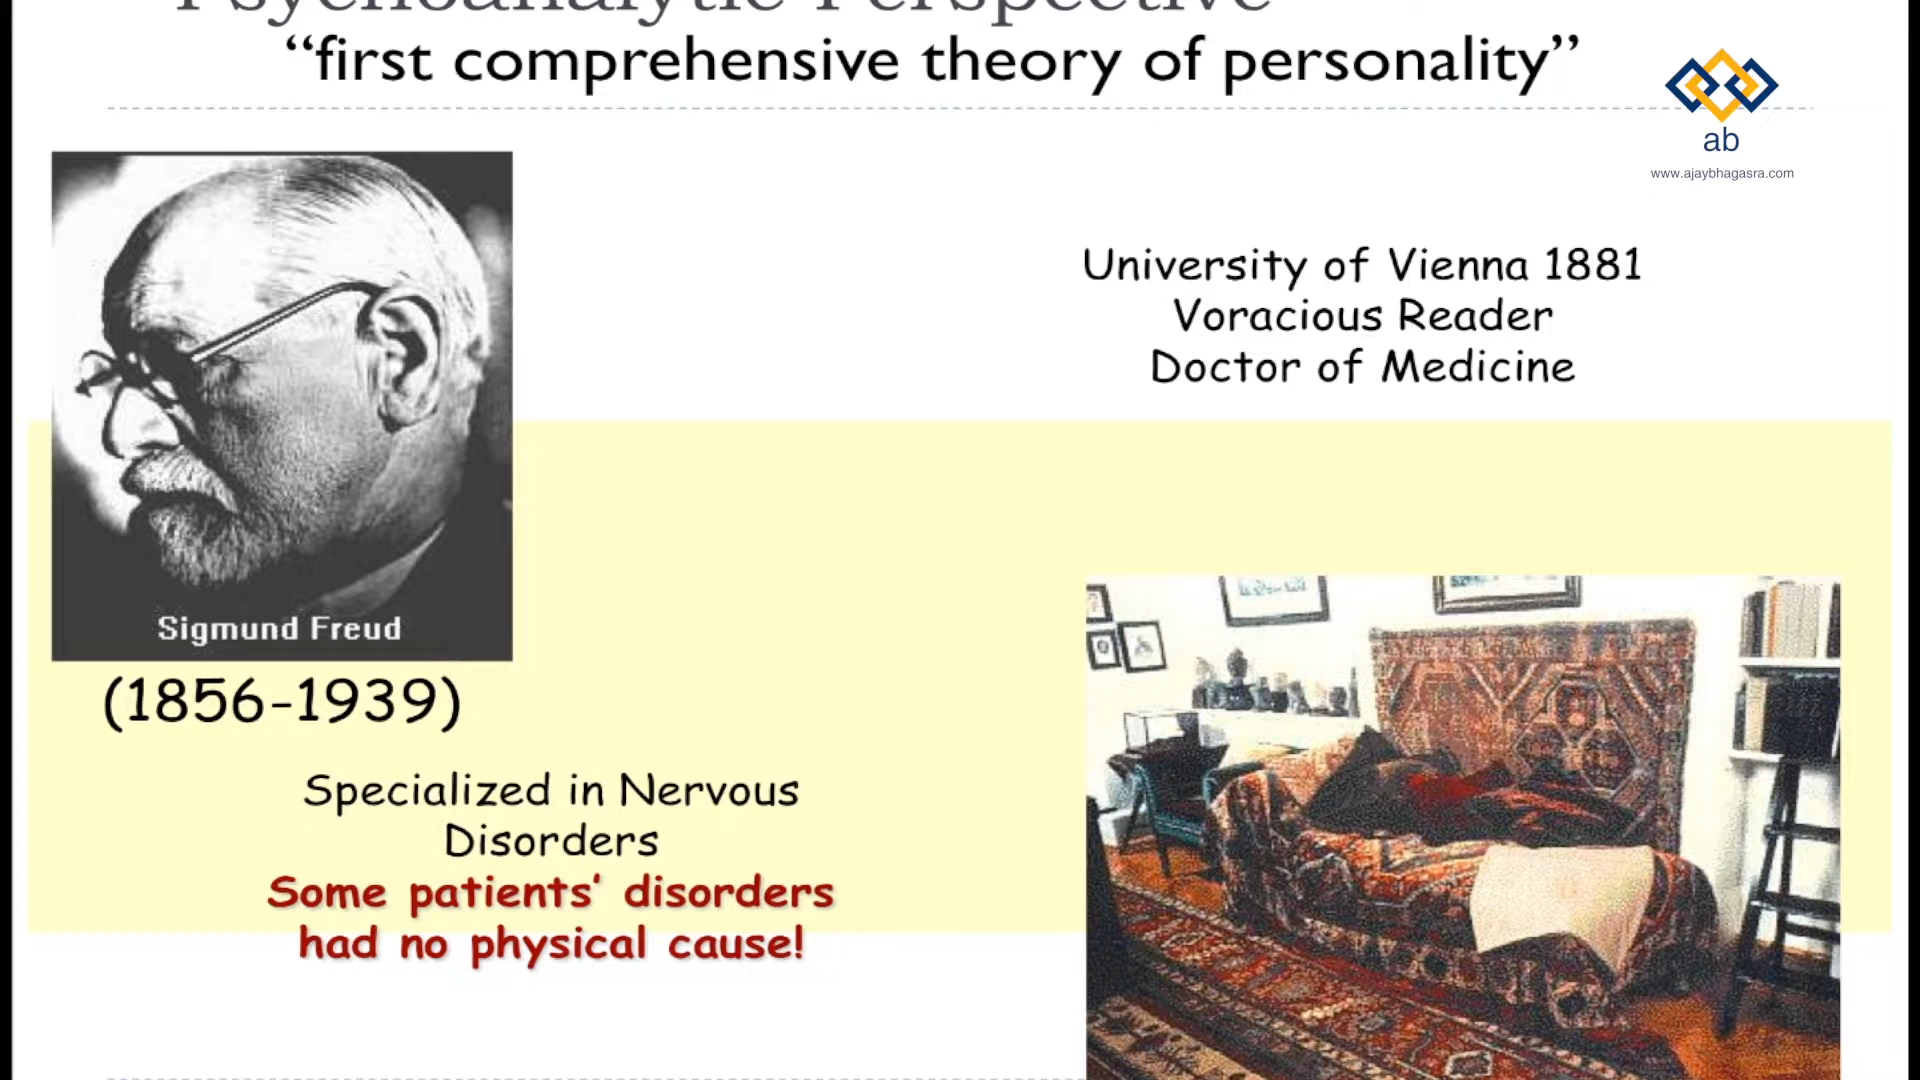 Psychoanalytic Perspective
“first comprehensive theory of personality”
ab
www.ajaybhagasra.com
University of Vienna 1881
Voracious Reader
Doctor of Medicine
Sigmund Freud
(1856-1939)
Specialized in Nervous
Disorders
Some patients’ disorders
had no physical cause!